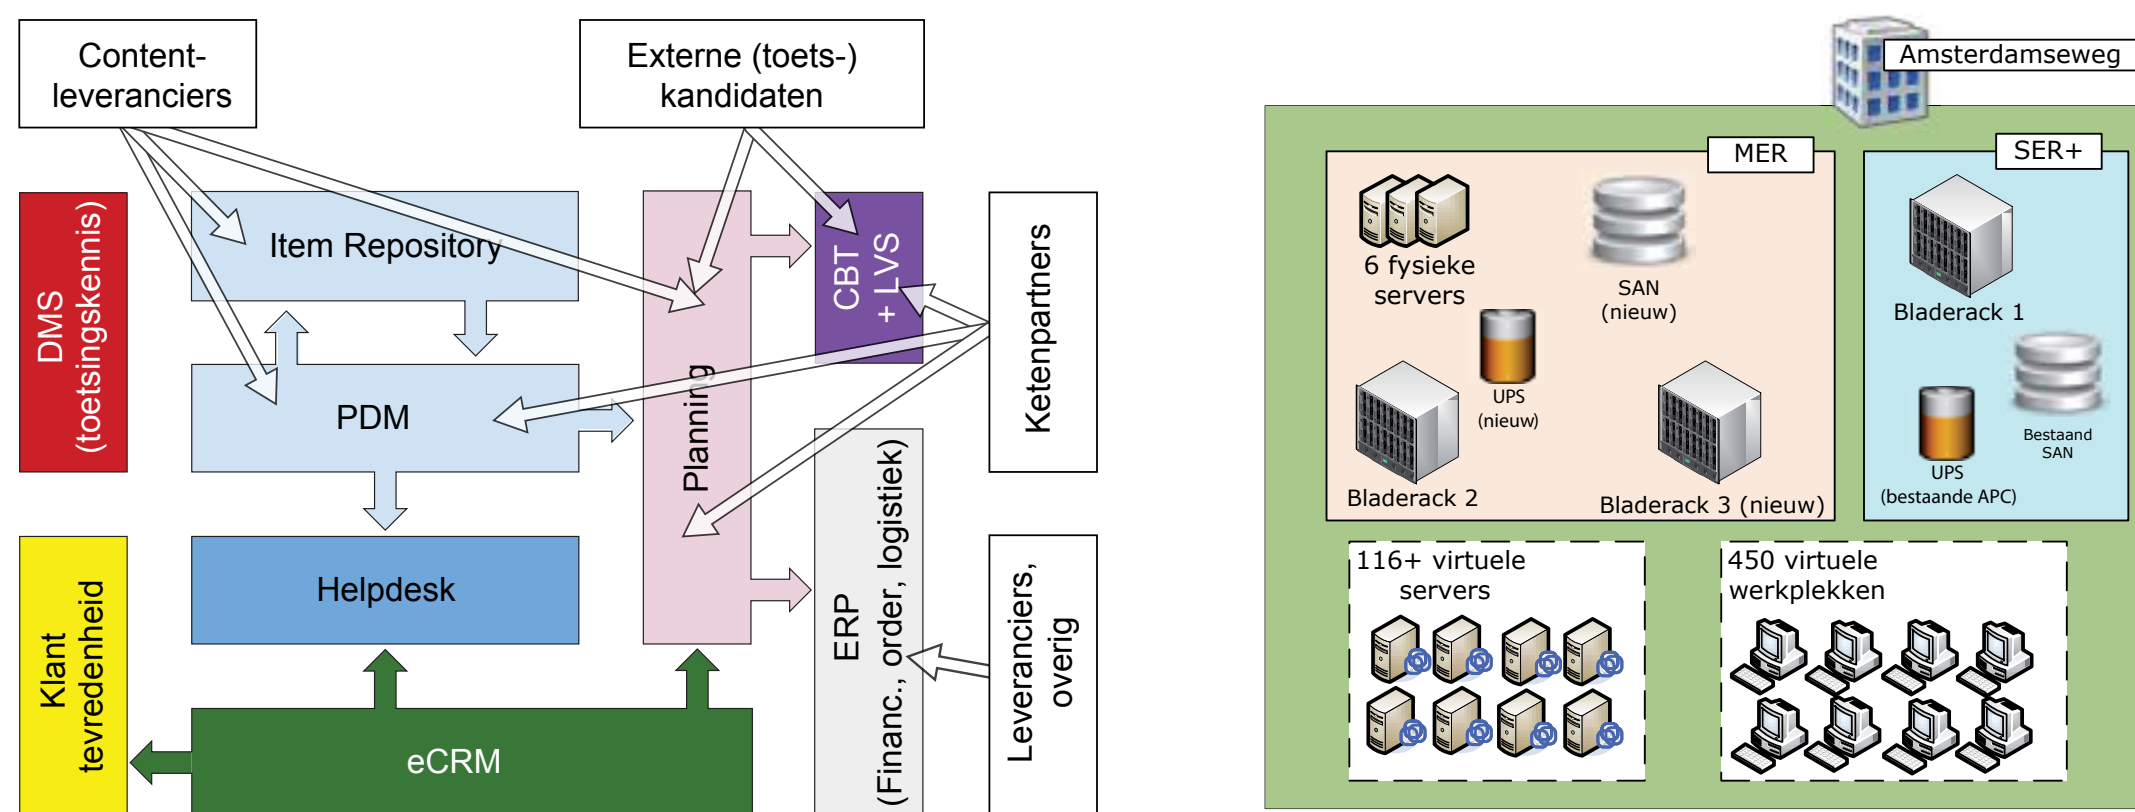 Content-
leveranciers
Externe (toets-)
kandidaten
DMS
(toetsingskennis)
Item Repository
Planning
CBT
+ LVS
Ketenpartners
PDM
Helpdesk
Klant
tevredenheid
eCRM
ERP
(Financ., order, logistiek)
Leveranciers,
overig
Amsterdamseweg
MER
SER+
6 fysieke
servers
SAN
(nieuw)
UPS
(nieuw)
Bladerack 2
Bladerack 3 (nieuw)
Bladerack 1
Bestaand
SAN
UPS
(bestaande APC)
116+ virtuele
servers
450 virtuele
werkplekken